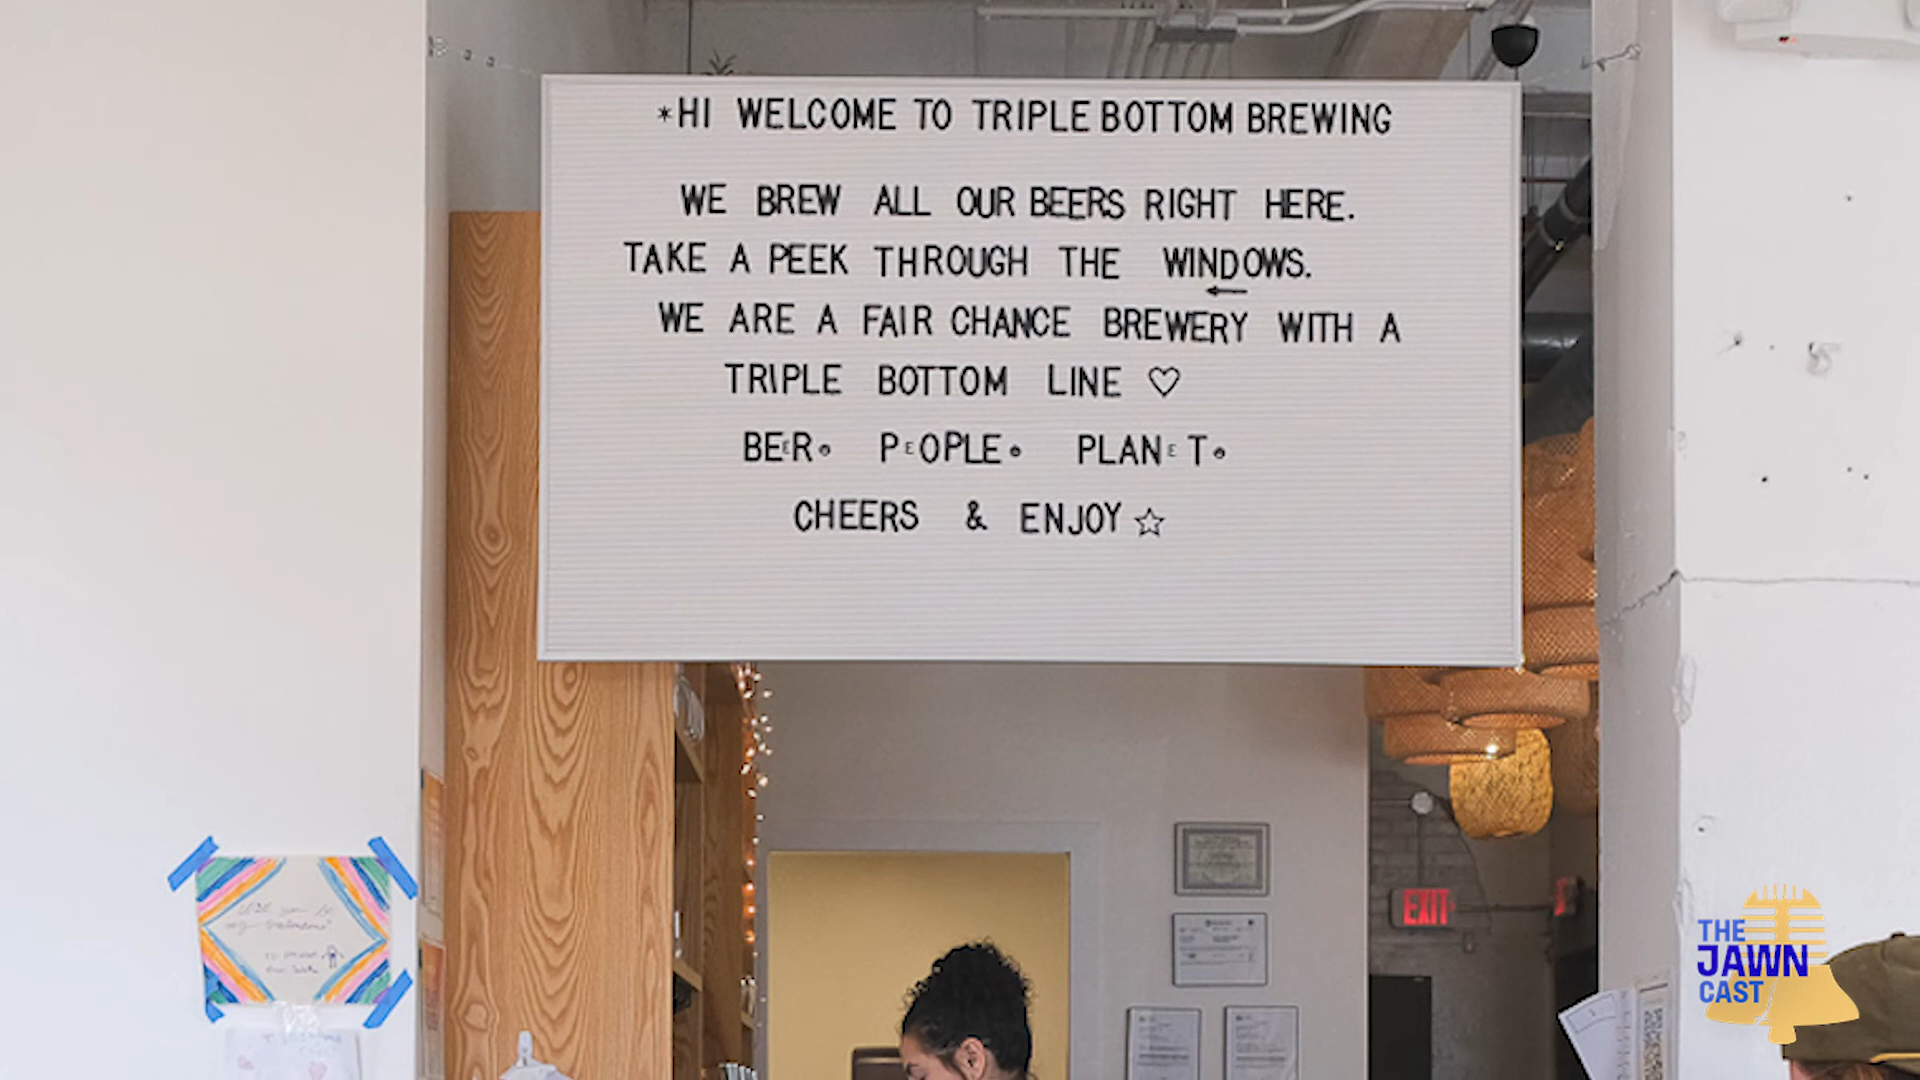 *HI WELCOME TO TRIPLE BOTTOM BREWING
WE BREW ALL OUR BEERS RIGHT HERE.
TAKE A PEEK THROUGH THE WINDOWS.
←
WE ARE A FAIR CHANCE BREWERY WITH A
TRIPLE BOTTOM LINE ♡
BEER. PEOPLE. PLANET.
CHEERS & ENJOY ☆
EXIT
THE
JAWN
CAST